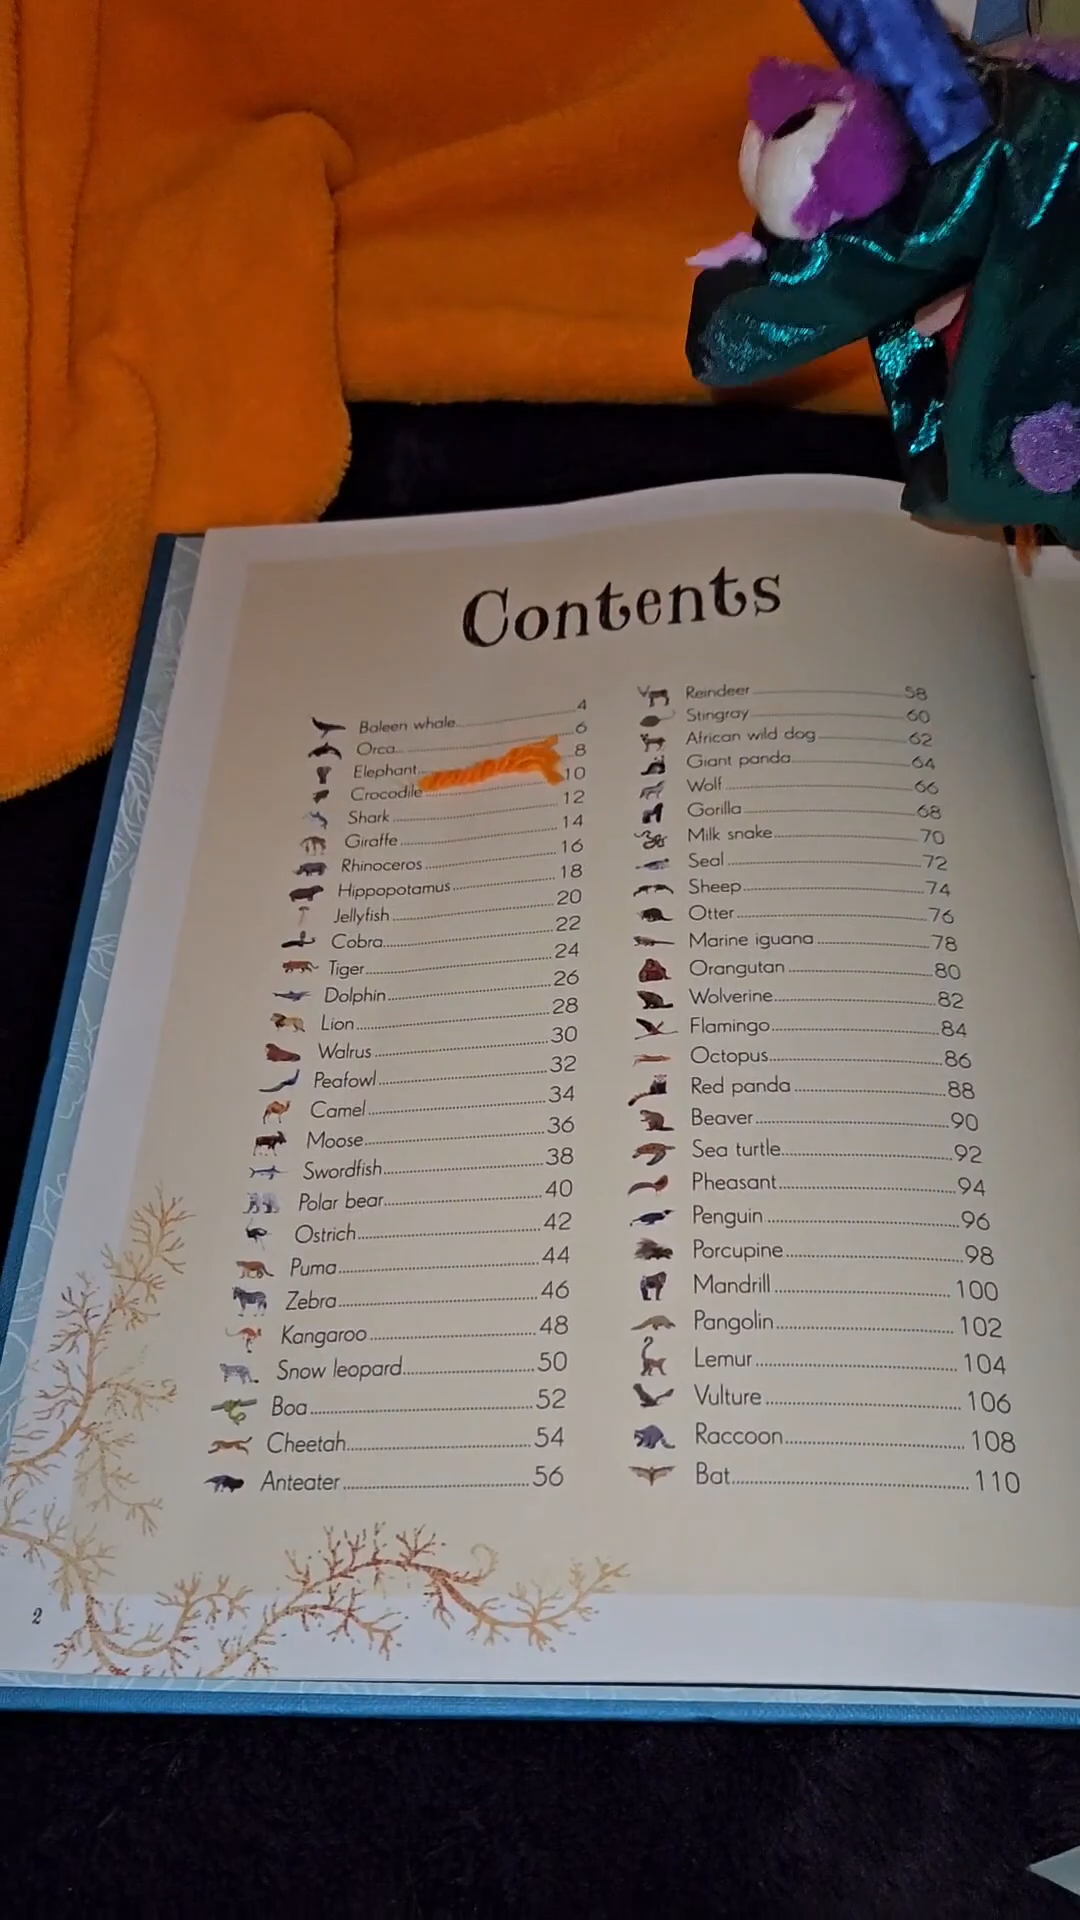 Contents
Baleen whale 4
Orca 6
Elephant 8
Crocodile 10
Shark 12
Giraffe 14
Rhinoceros 16
Hippopotamus 18
Jellyfish 20
Cobra 22
Tiger 24
Dolphin 26
Lion 28
Walrus 30
Peafowl 32
Camel 34
Moose 36
Swordfish 38
Polar bear 40
Ostrich 42
Puma 44
Zebra 46
Kangaroo 48
Snow leopard 50
Boa 52
Cheetah 54
Anteater 56
Reindeer 58
Stingray 60
African wild dog 62
Giant panda 64
Wolf 66
Gorilla 68
Milk snake 70
Seal 72
Sheep 74
Otter 76
Marine iguana 78
Orangutan 80
Wolverine 82
Flamingo 84
Octopus 86
Red panda 88
Beaver 90
Sea turtle 92
Pheasant 94
Penguin 96
Porcupine 98
Mandrill 100
Pangolin 102
Lemur 104
Vulture 106
Raccoon 108
Bat 110
2